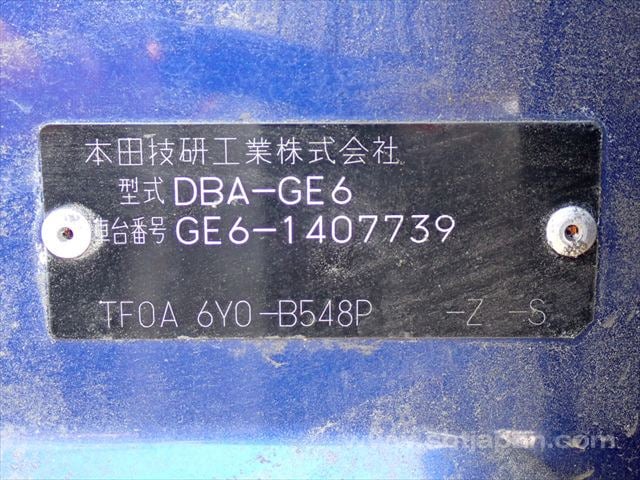 本田技研工業株式会社
型式 DBA-GE6
車台番号 GE6-1407739
TF0A 6Y0-B548P -Z -S